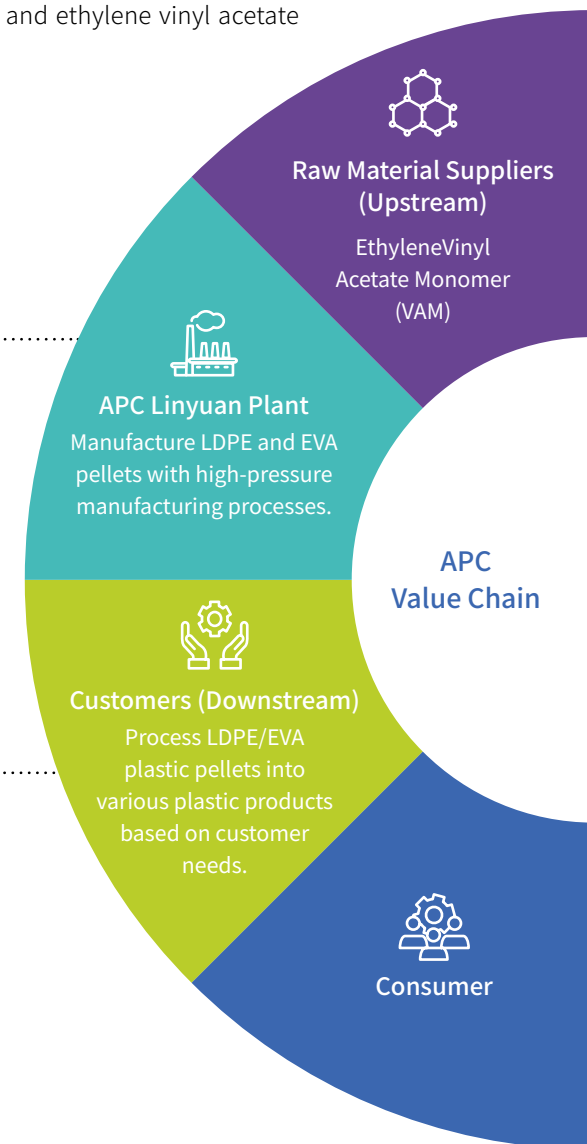 and ethylene vinyl acetate
Raw Material Suppliers
(Upstream)
EthyleneVinyl
Acetate Monomer
(VAM)
APC Linyuan Plant
Manufacture LDPE and EVA
pellets with high-pressure
manufacturing processes.
APC
Value Chain
Customers (Downstream)
Process LDPE/EVA
plastic pellets into
various plastic products
based on customer
needs.
Consumer